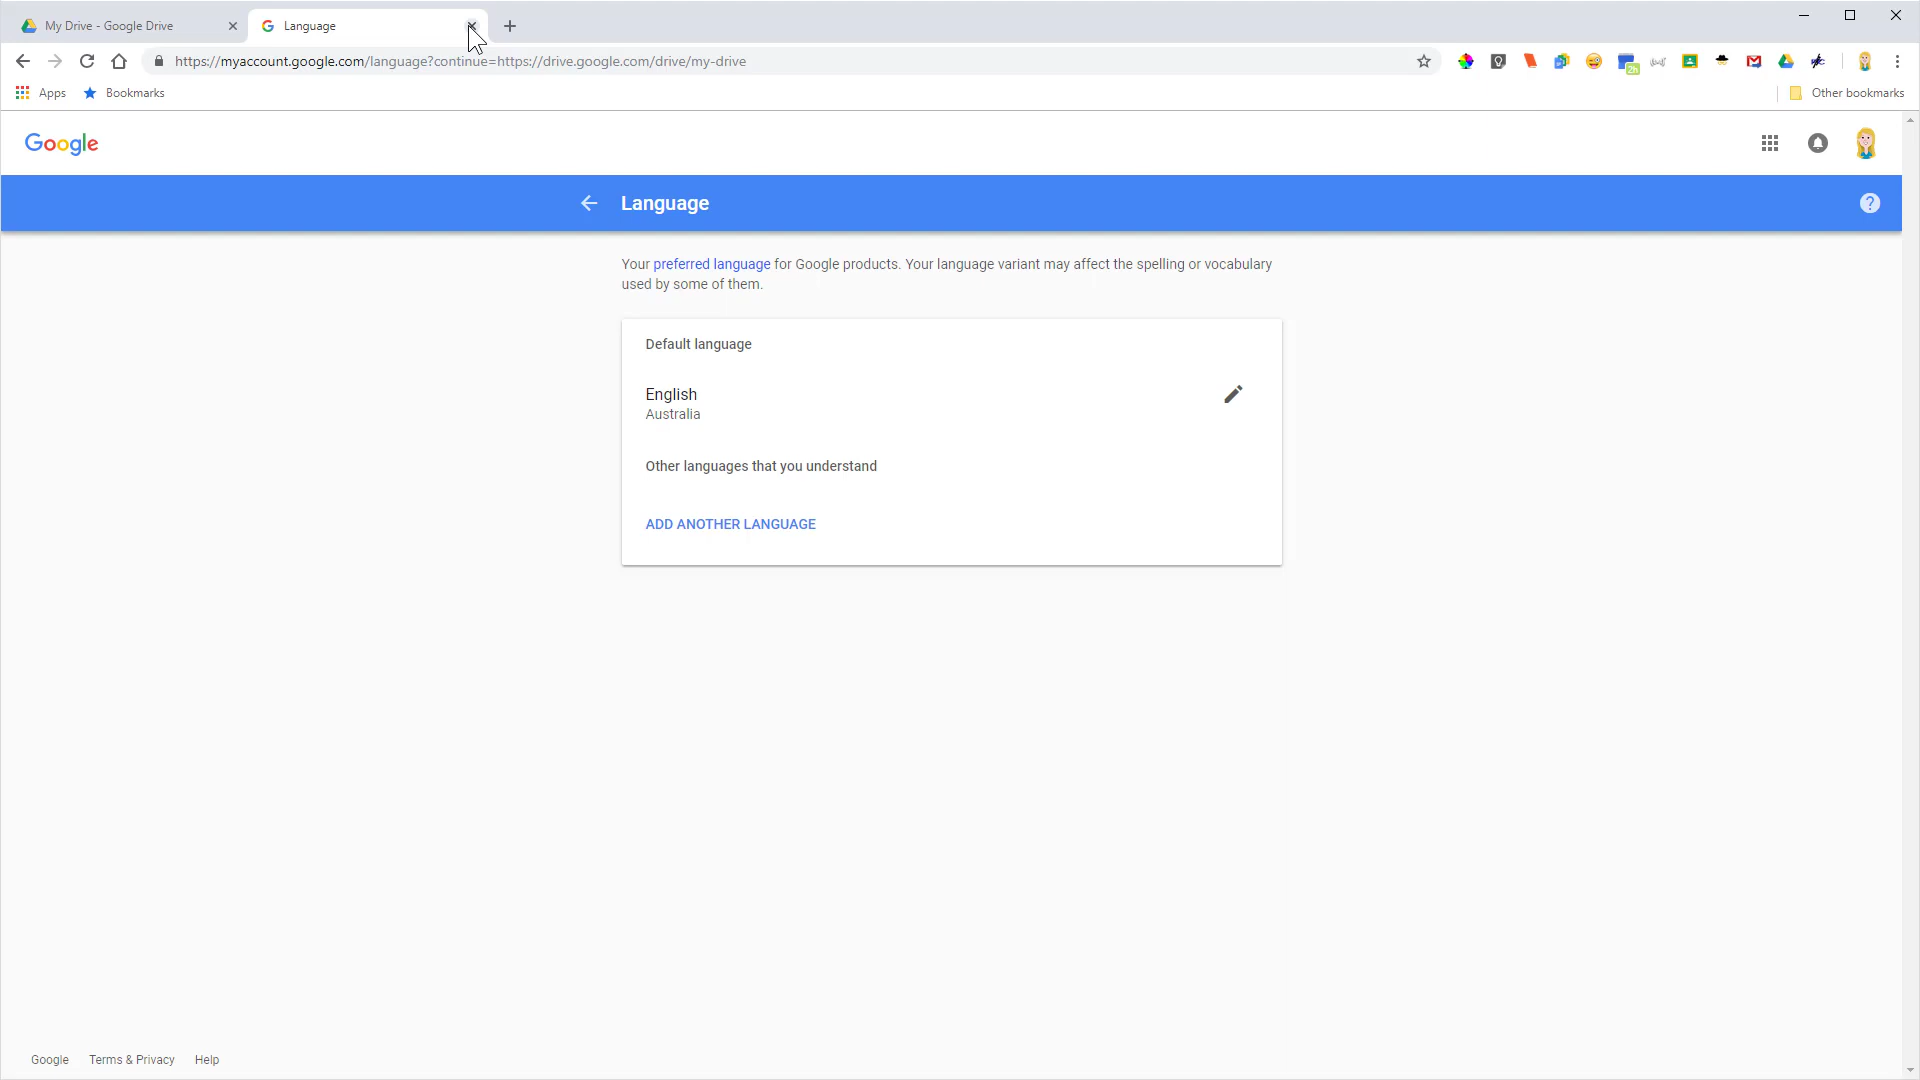 My Drive - Google Drive
Language
https://myaccount.google.com/language?continue=https://drive.google.com/drive/my-drive
Apps
Bookmarks
Other bookmarks
Google
Language
Your preferred language for Google products. Your language variant may affect the spelling or vocabulary
used by some of them.
Default language
English
Australia
Other languages that you understand
ADD ANOTHER LANGUAGE
Google
Terms & Privacy
Help